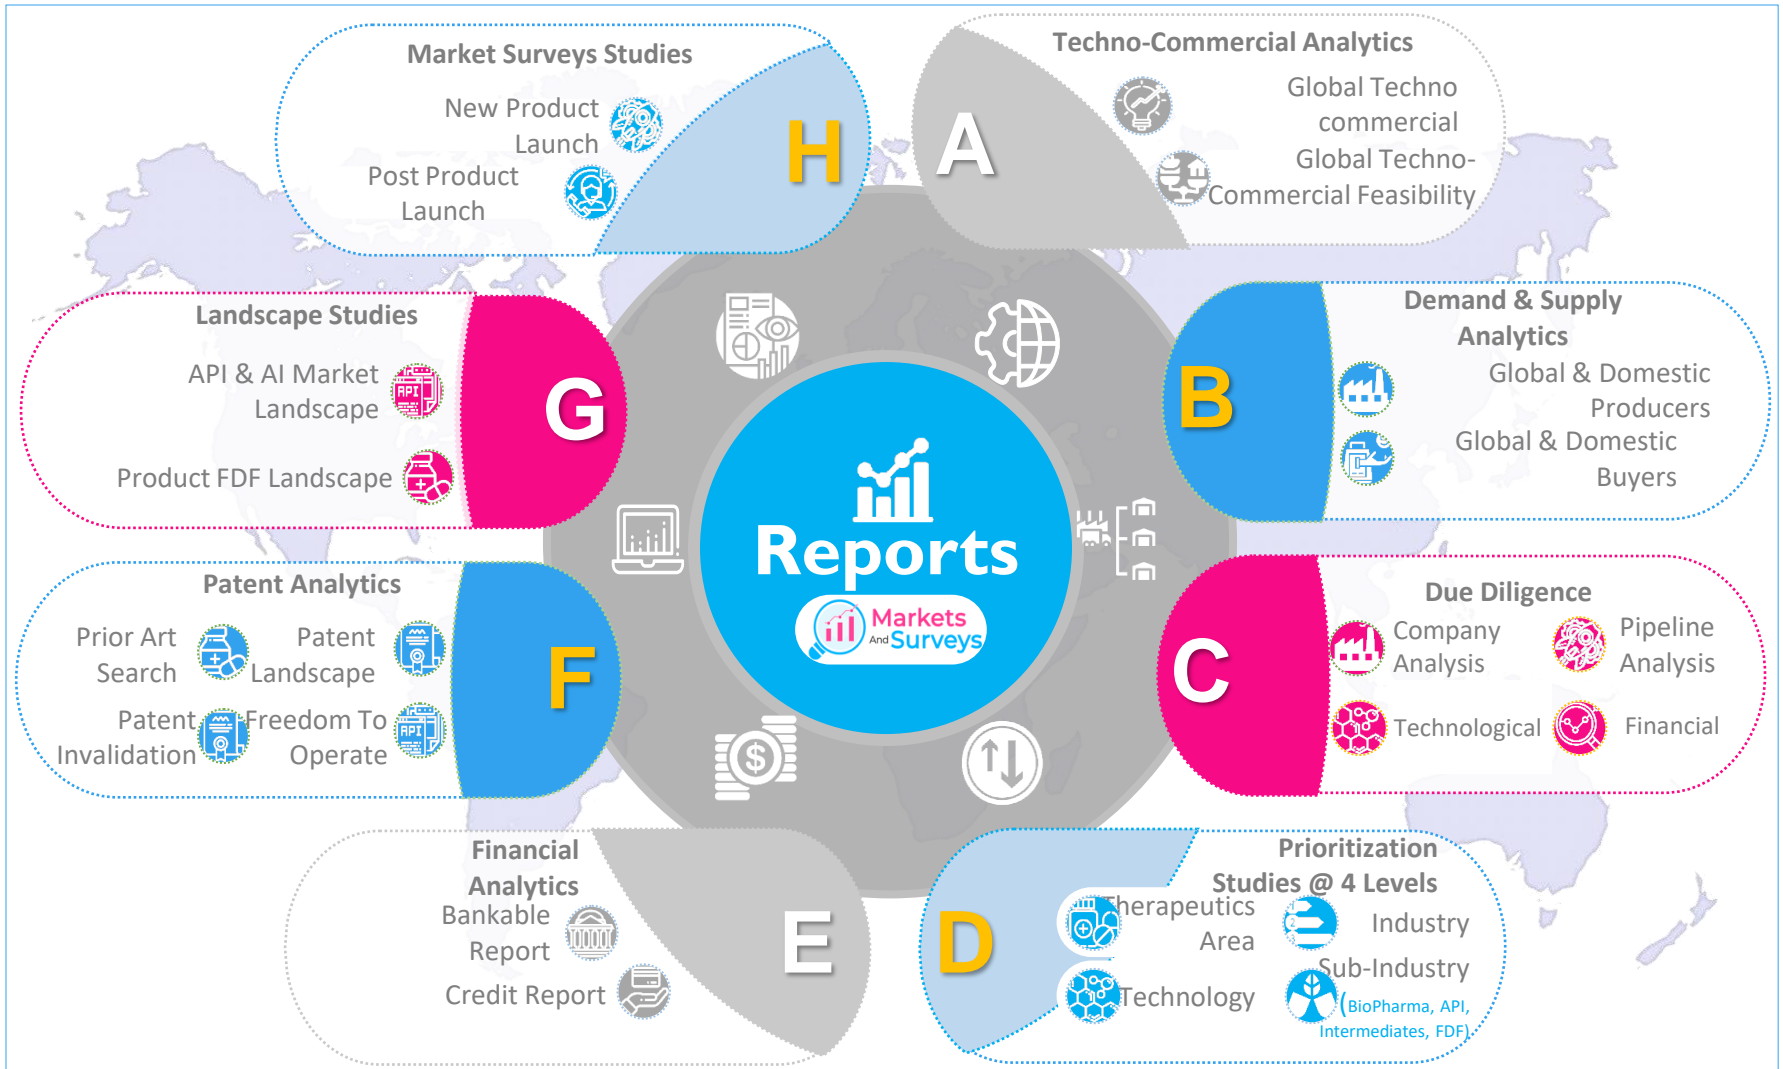 Market Surveys Studies
New Product
Launch
Post Product
Launch
H
Techno-Commercial Analytics
Global Techno
commercial
Global Techno-
Commercial Feasibility
A
Demand & Supply
Analytics
Global & Domestic
Producers
Global & Domestic
Buyers
B
Landscape Studies
API & AI Market
Landscape
API
Product FDF Landscape
G
Reports
Markets
And Surveys
Due Diligence
Company
Analysis
Pipeline
Analysis
Technological
Financial
C
Patent Analytics
Prior Art
Search
Patent
Landscape
Patent
Invalidation
Freedom To
Operate
API
F
$
Financial
Analytics
Bankable
Report
Credit Report
E
Prioritization
Studies @ 4 Levels
Therapeutics
Area
Industry
Technology
Sub-Industry
(BioPharma, API,
Intermediates, FDF)
D